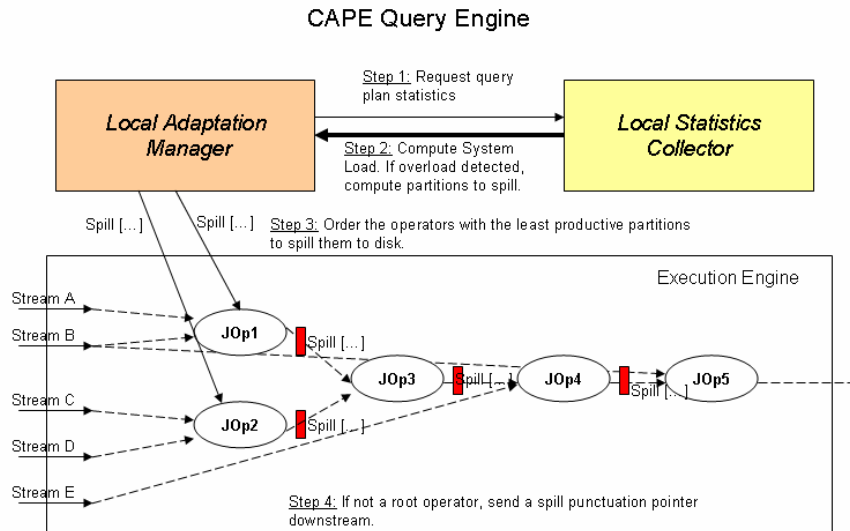 CAPE Query Engine
Local Adaptation
Manager
Step 1: Request query
plan statistics
Local Statistics
Collector
Step 2: Compute System
Load. If overload detected,
compute partitions to spill.
Spill [...]
Spill [...]
Step 3: Order the operators with the least productive partitions
to spill them to disk.
Execution Engine
Stream A
Stream B
JOp1
Spill [...]
JOp3
Spill [...]
JOp4
Spill [...]
JOp5
Stream C
JOp2
Spill [...]
Stream D
Stream E
Step 4: If not a root operator, send a spill punctuation pointer
downstream.